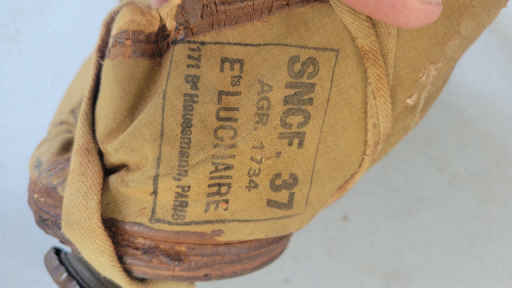 SNCF. 37
AGR. 1734
Ets LUCHAIRE
171 Bd Haussmann, PARIS